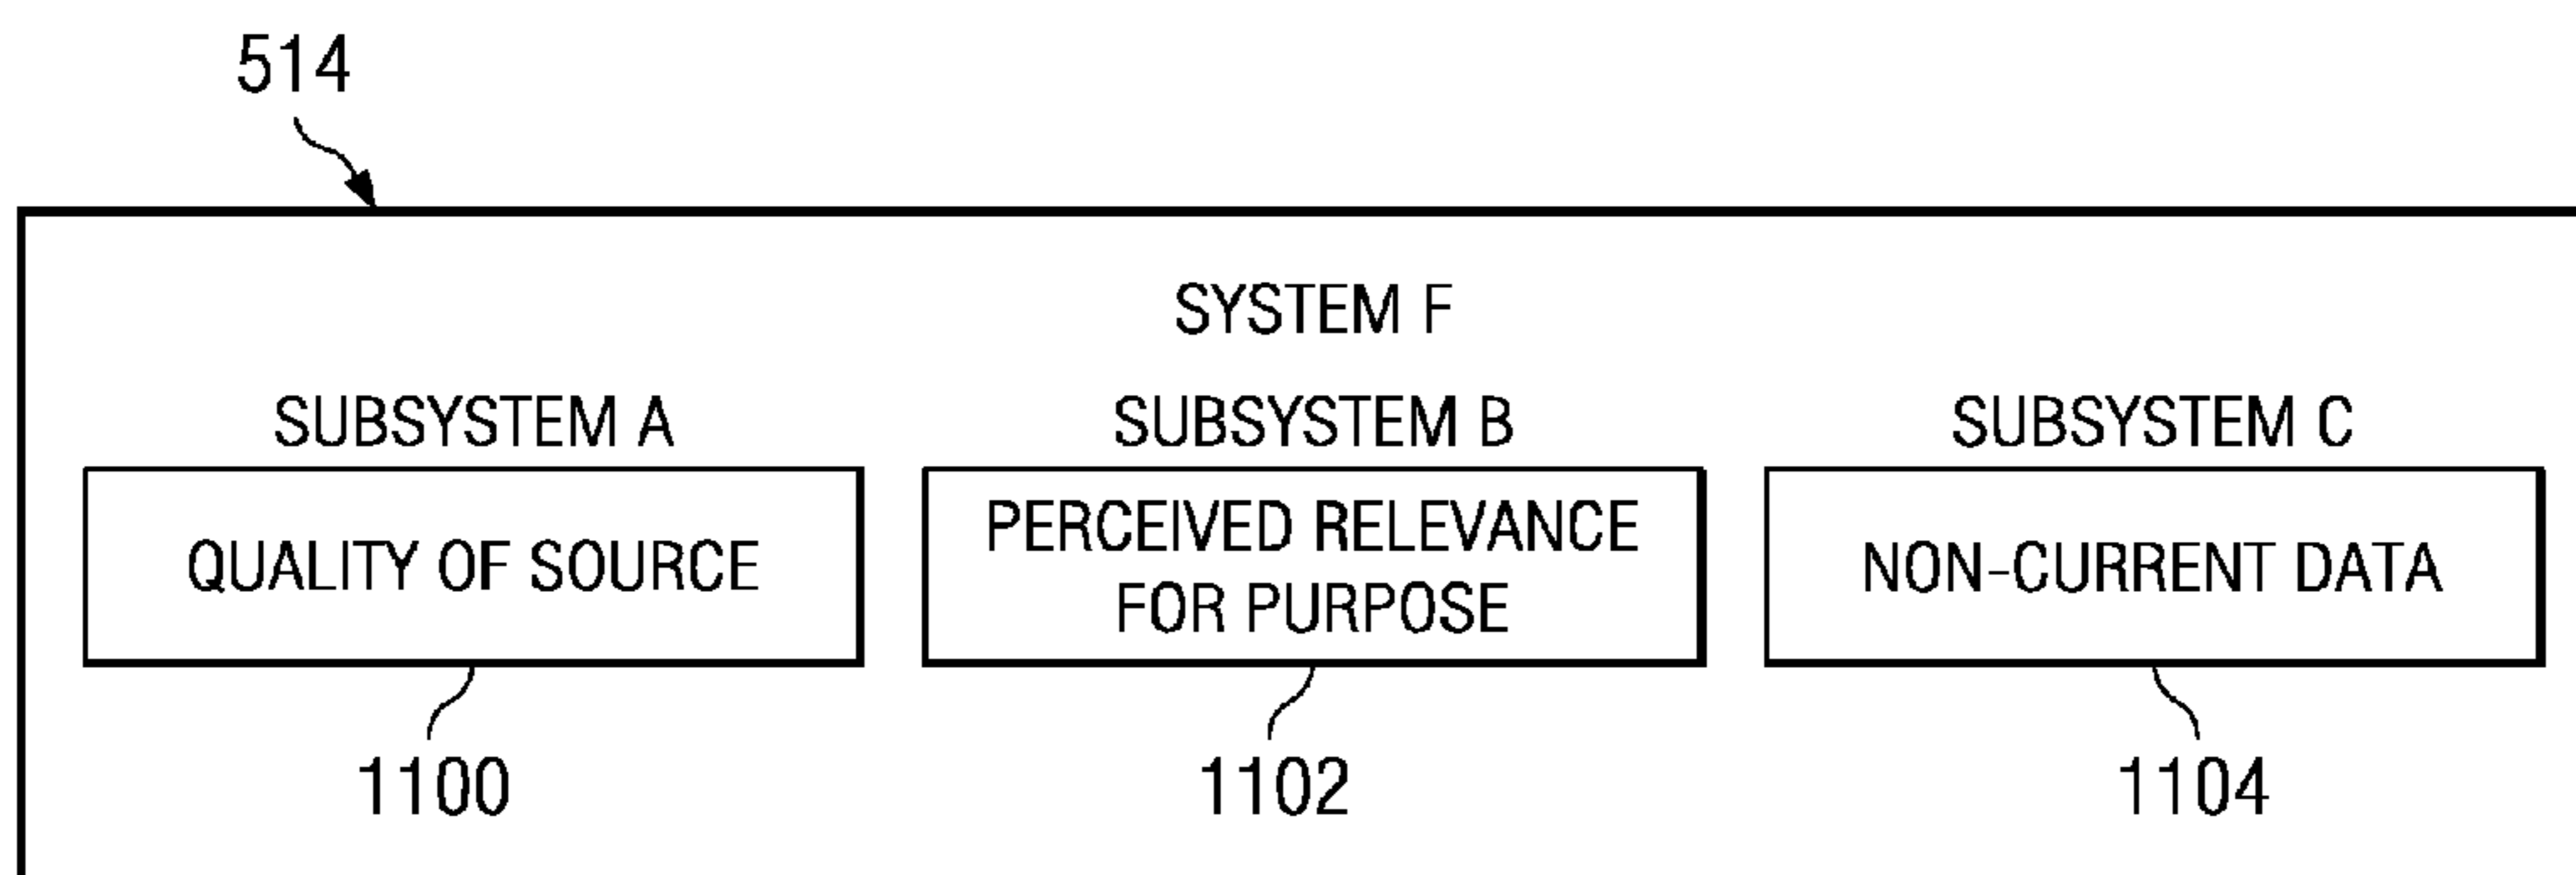 514
SYSTEM F
SUBSYSTEM A
SUBSYSTEM B
SUBSYSTEM C
QUALITY OF SOURCE
PERCEIVED RELEVANCE
FOR PURPOSE
NON-CURRENT DATA
1100
1102
1104